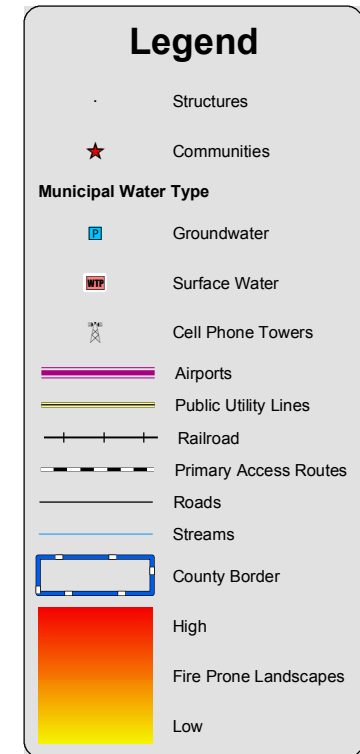 Legend
Structures
Communities
Municipal Water Type
P Groundwater
WTP Surface Water
Cell Phone Towers
Airports
Public Utility Lines
Railroad
Primary Access Routes
Roads
Streams
County Border
High
Fire Prone Landscapes
Low